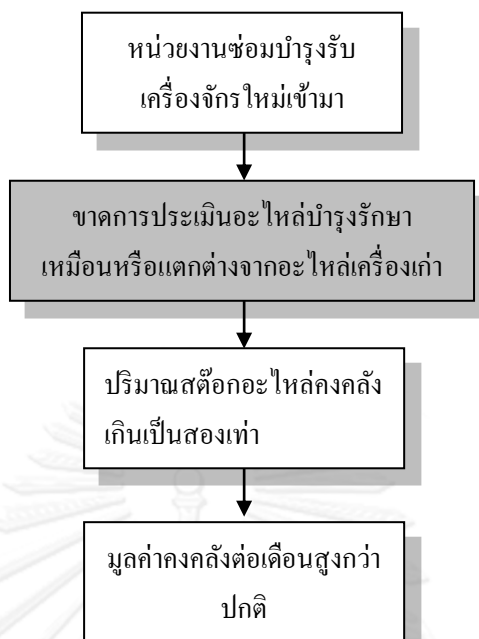 หน่วยงานซ่อมบำรุงรับ
เครื่องจักรใหม่เข้ามา
ขาดการประเมินอะไหล่บำรุงรักษา
เหมือนหรือแตกต่างจากอะไหล่เครื่องเก่า
ปริมาณสต๊อกอะไหล่คงคลัง
เกินเป็นสองเท่า
มูลค่าคงคลังต่อเดือนสูงกว่า
ปกติ